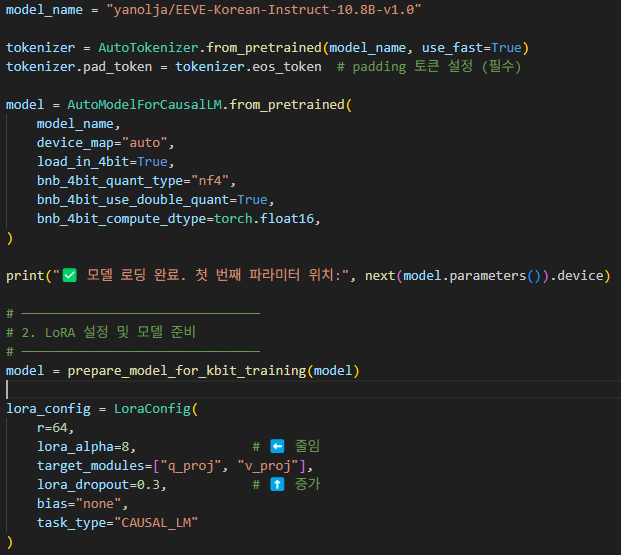 model_name = "yanolja/EEVE-Korean-Instruct-10.8B-v1.0"
tokenizer = AutoTokenizer.from_pretrained(model_name, use_fast=True)
tokenizer.pad_token = tokenizer.eos_token  # padding 토큰 설정 (필수)
model = AutoModelForCausalLM.from_pretrained(
    model_name,
    device_map="auto",
    load_in_4bit=True,
    bnb_4bit_quant_type="nf4",
    bnb_4bit_use_double_quant=True,
    bnb_4bit_compute_dtype=torch.float16,
)
print("✅ 모델 로딩 완료. 첫 번째 파라미터 위치:", next(model.parameters()).device)
# ──────────────────────────────
# 2. LoRA 설정 및 모델 준비
# ──────────────────────────────
model = prepare_model_for_kbit_training(model)
lora_config = LoraConfig(
    r=64,
    lora_alpha=8,               # ⬅️ 줄임
    target_modules=["q_proj", "v_proj"],
    lora_dropout=0.3,           # ⬆️ 증가
    bias="none",
    task_type="CAUSAL_LM"
)